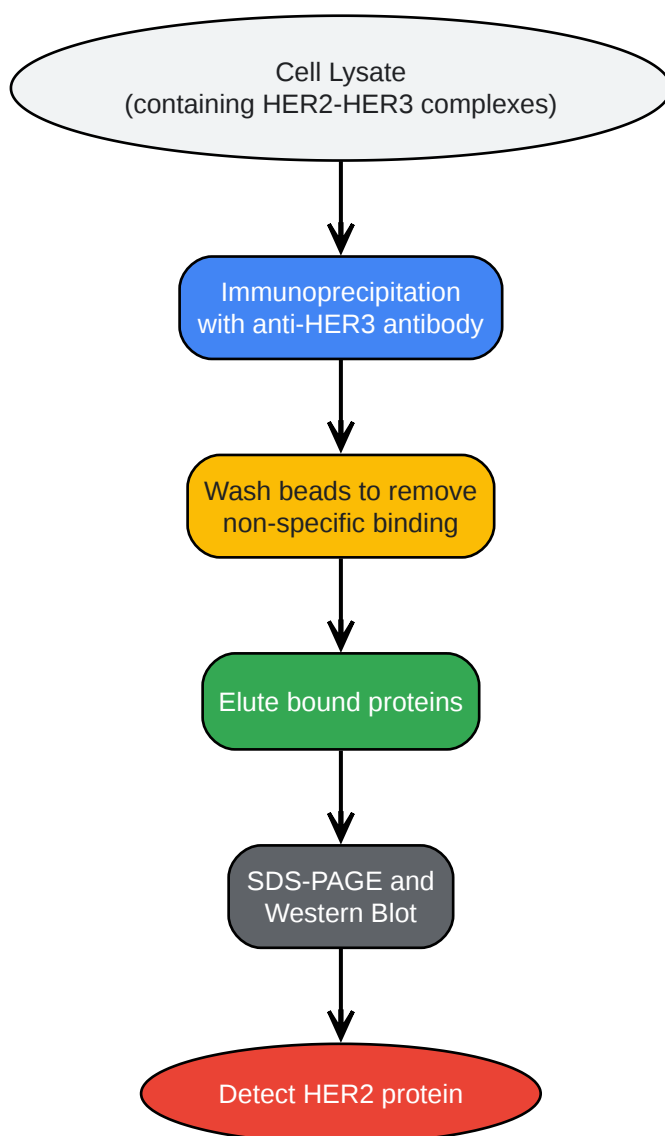 Cell Lysate
(containing HER2-HER3 complexes)
Immunoprecipitation
with anti-HER3 antibody
Wash beads to remove
non-specific binding
Elute bound proteins
SDS-PAGE and
Western Blot
Detect HER2 protein